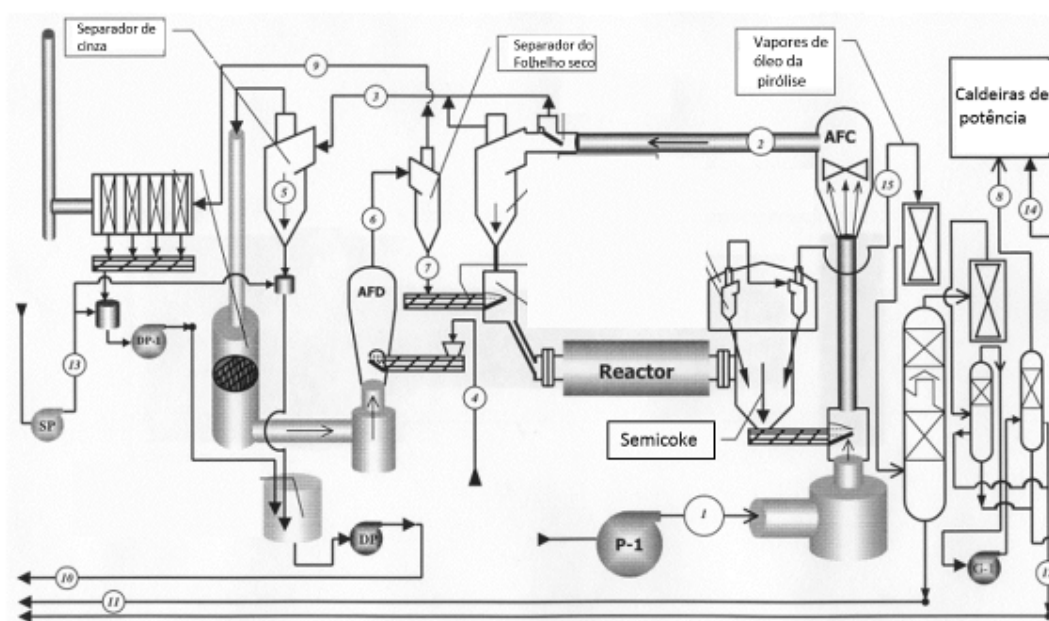 Separador de
cinza
Separador do
Folhelho seco
Vapores de
óleo da
pirólise
Caldeiras de
potência
9
3
2
AFC
15
8
14
5
6
7
AFD
DP-1
13
SP
4
Reactor
Semicoke
1
P-1
G-1
DP
10
11